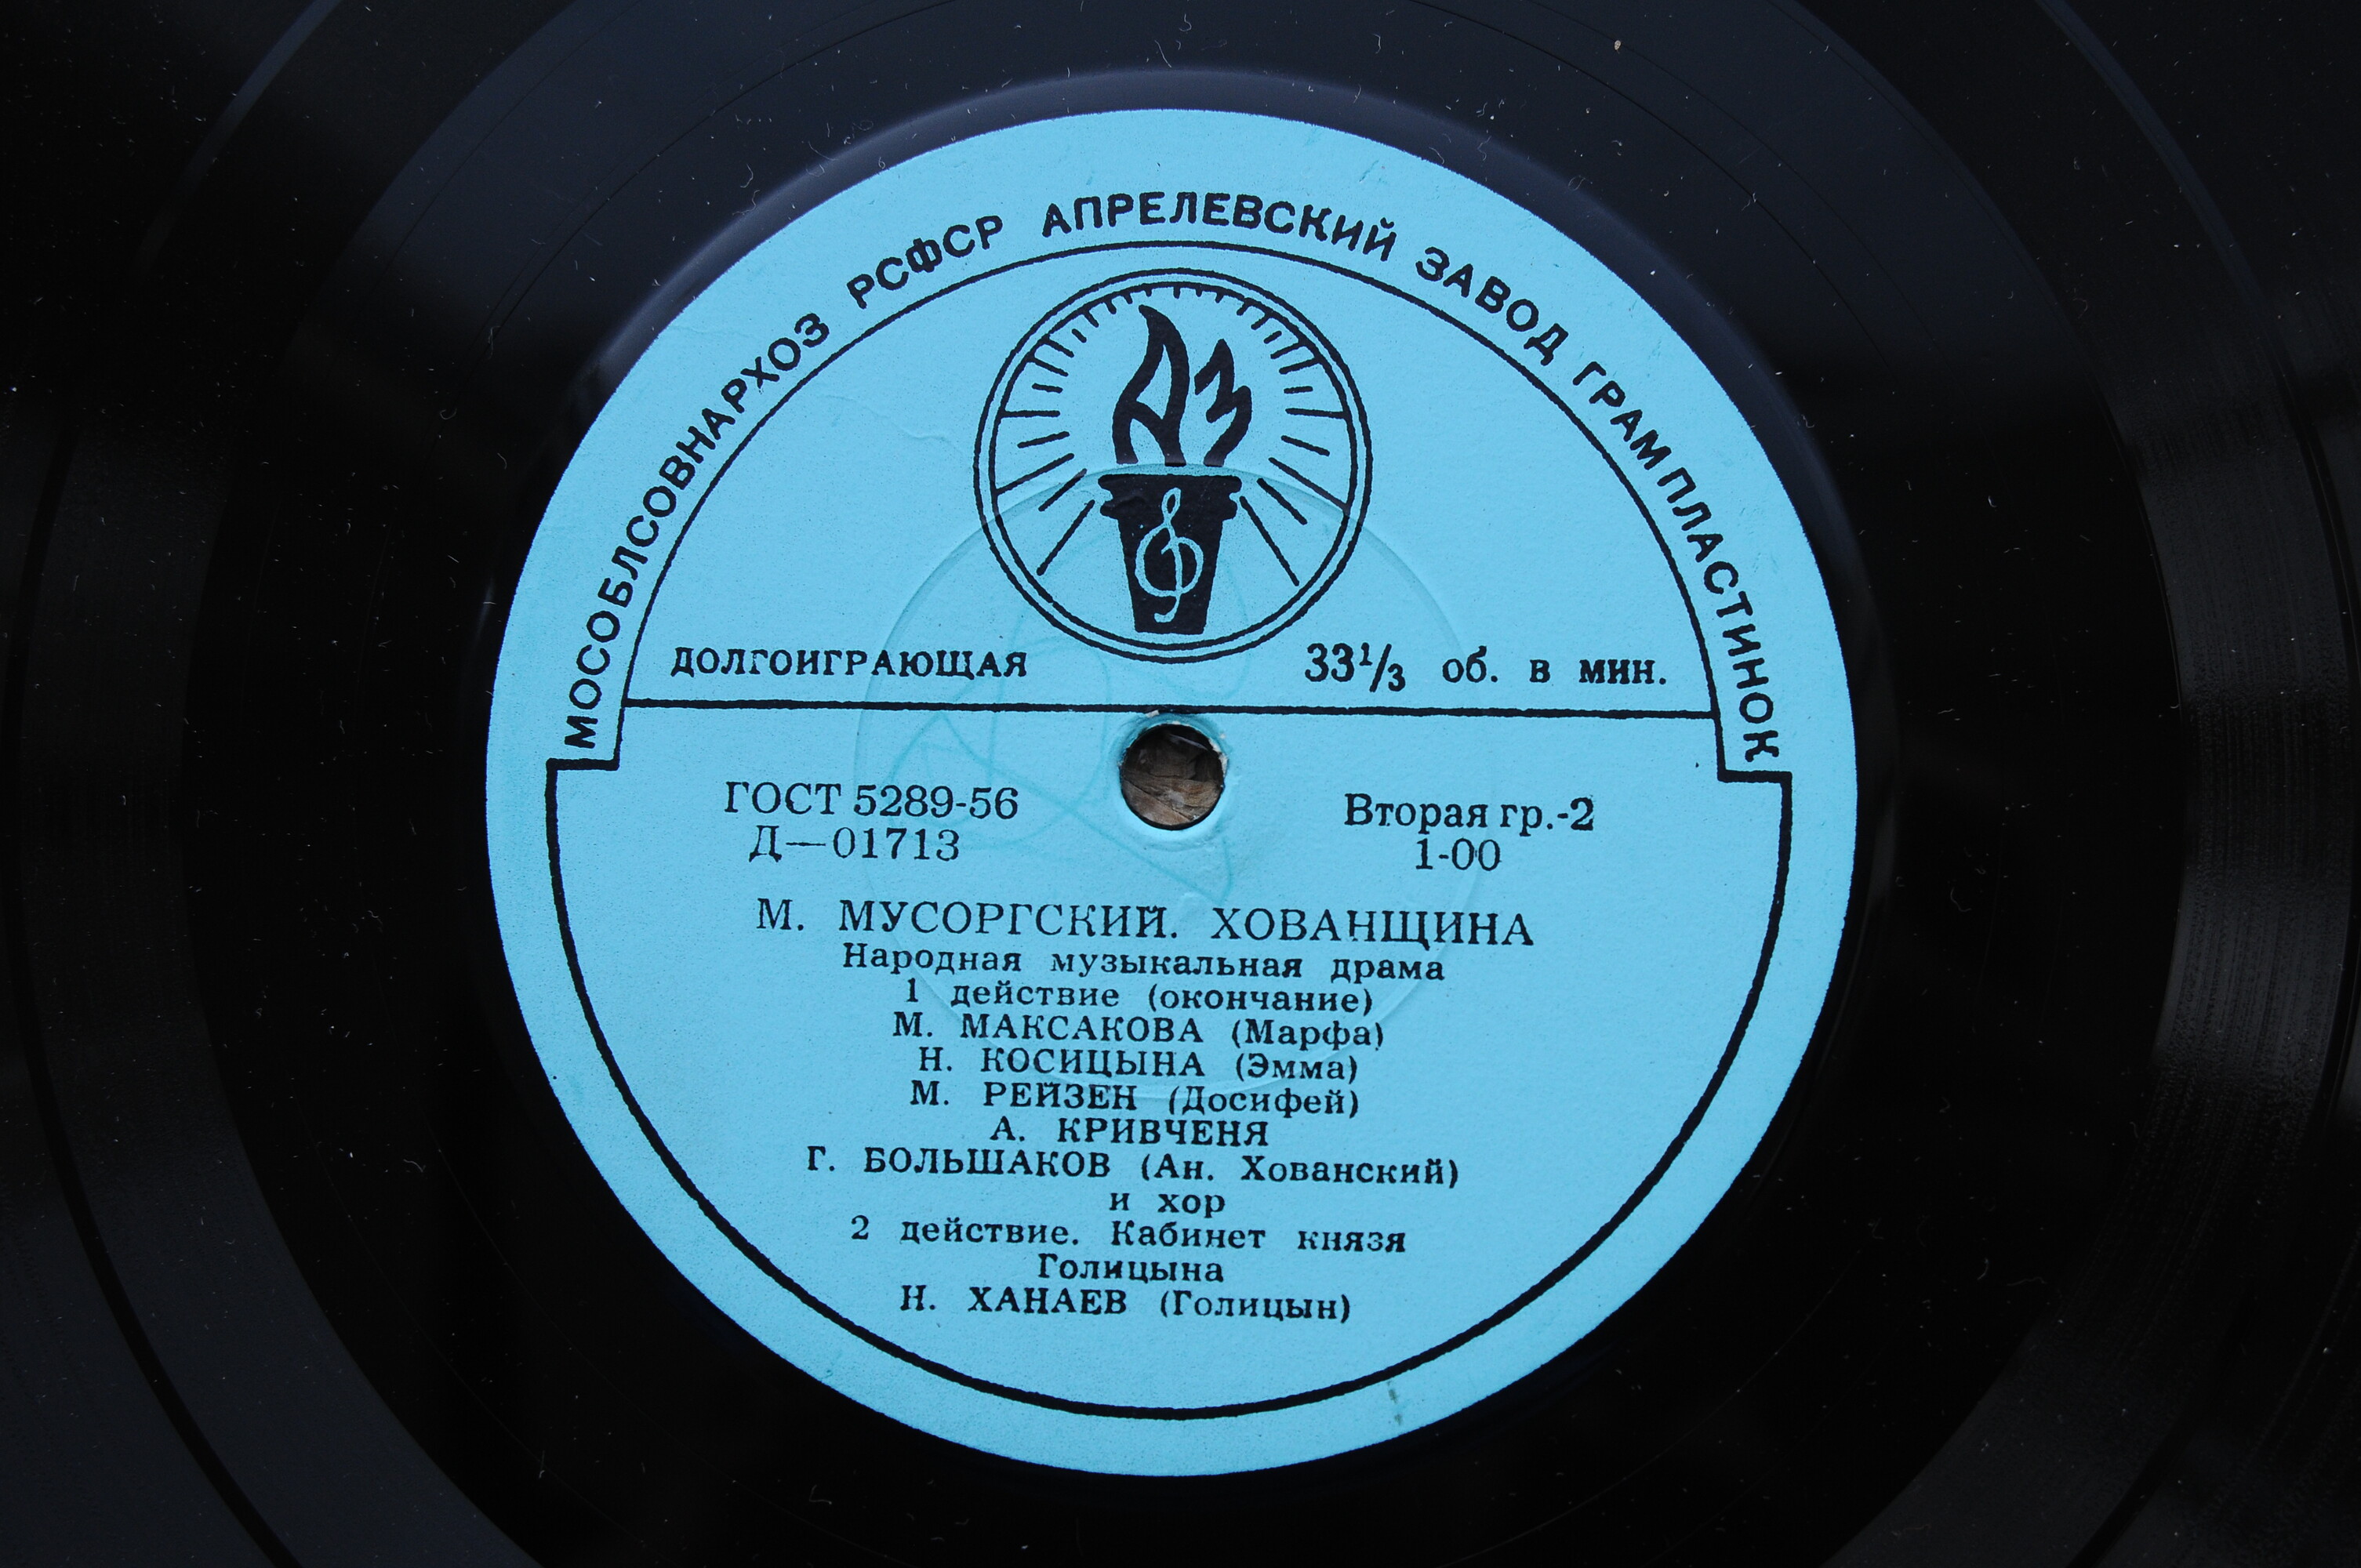 МОСОБЛСОВНАРХОЗ РСФСР АПРЕЛЕВСКИЙ ЗАВОД ГРАМПЛАСТИНОК
АЗ
ДОЛГОИГРАЮЩАЯ 33⅓ об. в мин.
ГОСТ 5289-56 Вторая гр.-2
Д—01713 1-00
М. МУСОРГСКИЙ. ХОВАНЩИНА
Народная музыкальная драма
1 действие (окончание)
М. МАКСАКОВА (Марфа)
Н. КОСИЦЫНА (Эмма)
М. РЕЙЗЕН (Досифей)
А. КРИВЧЕНЯ
Г. БОЛЬШАКОВ (Ан. Хованский)
и хор
2 действие. Кабинет князя
Голицына
Н. ХАНАЕВ (Голицын)